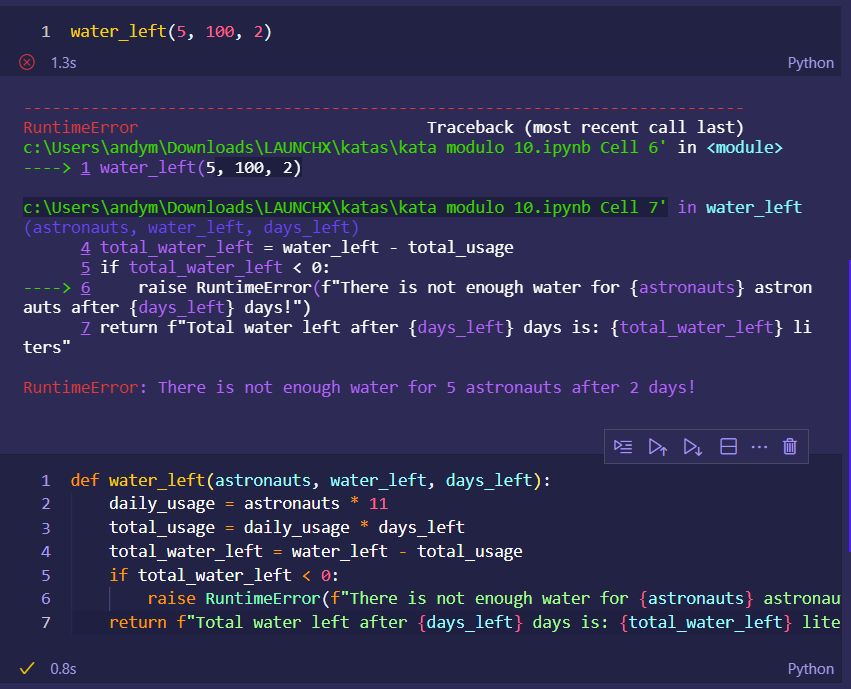 1 water_left(5, 100, 2)
1.3s Python
---------------------------------------------------------------------------
RuntimeError Traceback (most recent call last)
c:\Users\andym\Downloads\LAUNCHX\katas\kata modulo 10.ipynb Cell 6' in <module>
----> 1 water_left(5, 100, 2)
c:\Users\andym\Downloads\LAUNCHX\katas\kata modulo 10.ipynb Cell 7' in water_left
(astronauts, water_left, days_left)
4 total_water_left = water_left - total_usage
5 if total_water_left < 0:
----> 6     raise RuntimeError(f"There is not enough water for {astronauts} astron
auts after {days_left} days!")
7 return f"Total water left after {days_left} days is: {total_water_left} li
ters"
RuntimeError: There is not enough water for 5 astronauts after 2 days!
1 def water_left(astronauts, water_left, days_left):
2     daily_usage = astronauts * 11
3     total_usage = daily_usage * days_left
4     total_water_left = water_left - total_usage
5     if total_water_left < 0:
6         raise RuntimeError(f"There is not enough water for {astronauts} astronau
7     return f"Total water left after {days_left} days is: {total_water_left} lite
0.8s Python